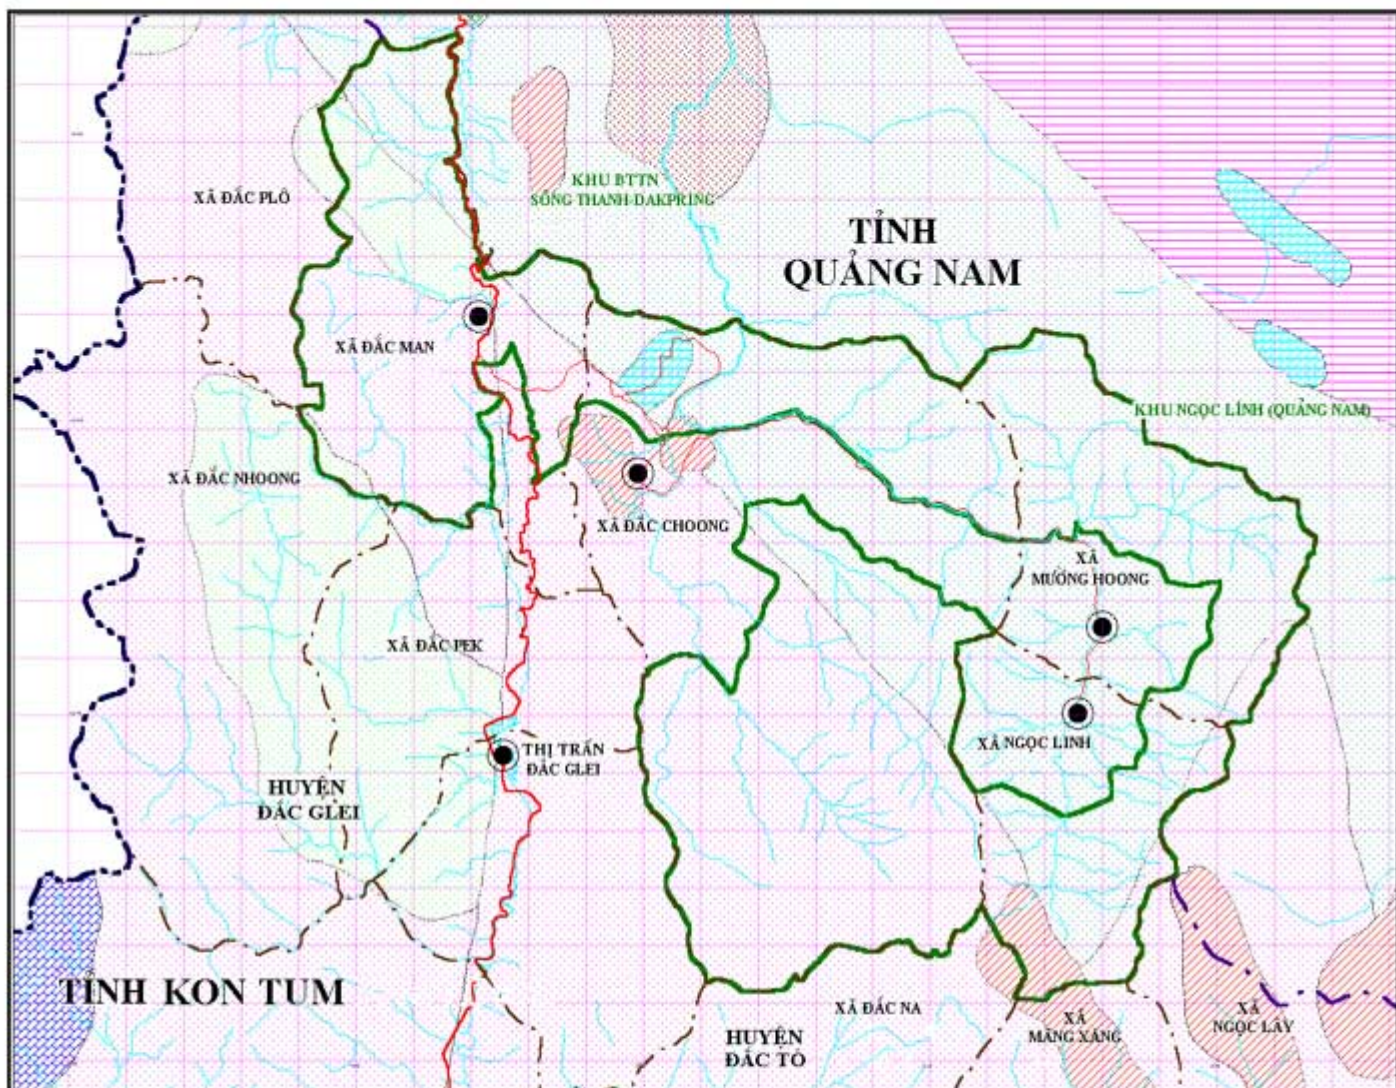 KHU BTTN
SÔNG THANH-DAKPRING
XÃ ĐẮC PLÔ
TỈNH
QUẢNG NAM
XÃ ĐẮC MAN
KHU NGỌC LINH (QUẢNG NAM)
XÃ ĐẮC NHOONG
XÃ ĐẮC CHOONG
XÃ
MƯỜNG HOONG
XÃ ĐẮC PEK
XÃ NGỌC LINH
THỊ TRẤN
ĐẮC GLEI
HUYỆN
ĐẮC GLEI
TỈNH KON TUM
XÃ ĐẮC NA
XÃ
MĂNG XĂNG
XÃ
NGỌC LÂY
HUYỆN
ĐẮC TÔ